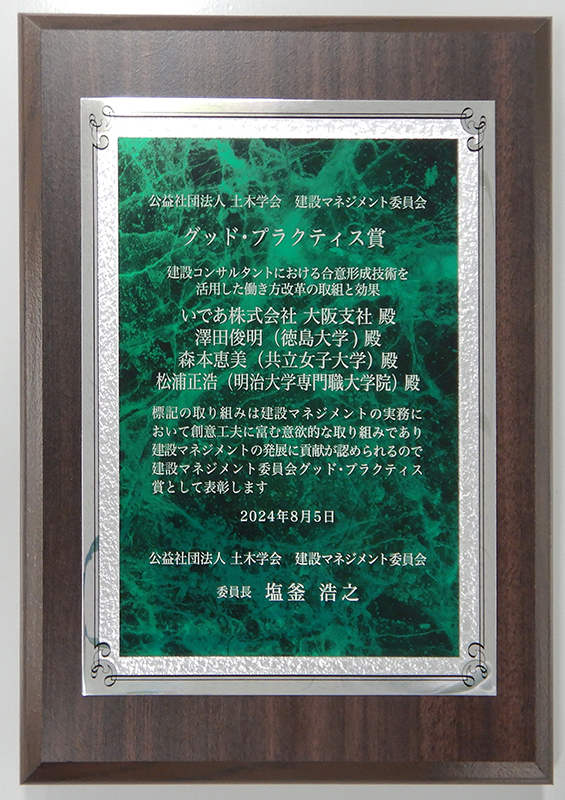 公益社団法人 土木学会　建設マネジメント委員会
グッド・プラクティス賞
建設コンサルタントにおける合意形成技術を
活用した働き方改革の取組と効果
いであ株式会社 大阪支社 殿
澤田俊明（徳島大学）殿
森本恵美（共立女子大学）殿
松浦正浩（明治大学専門職大学院）殿
標記の取り組みは建設マネジメントの実務に
おいて創意工夫に富む意欲的な取り組みであり
建設マネジメントの発展に貢献が認められるので
建設マネジメント委員会グッド・プラクティス
賞として表彰します
2024年8月5日
公益社団法人 土木学会　建設マネジメント委員会
委員長　塩釜 浩之